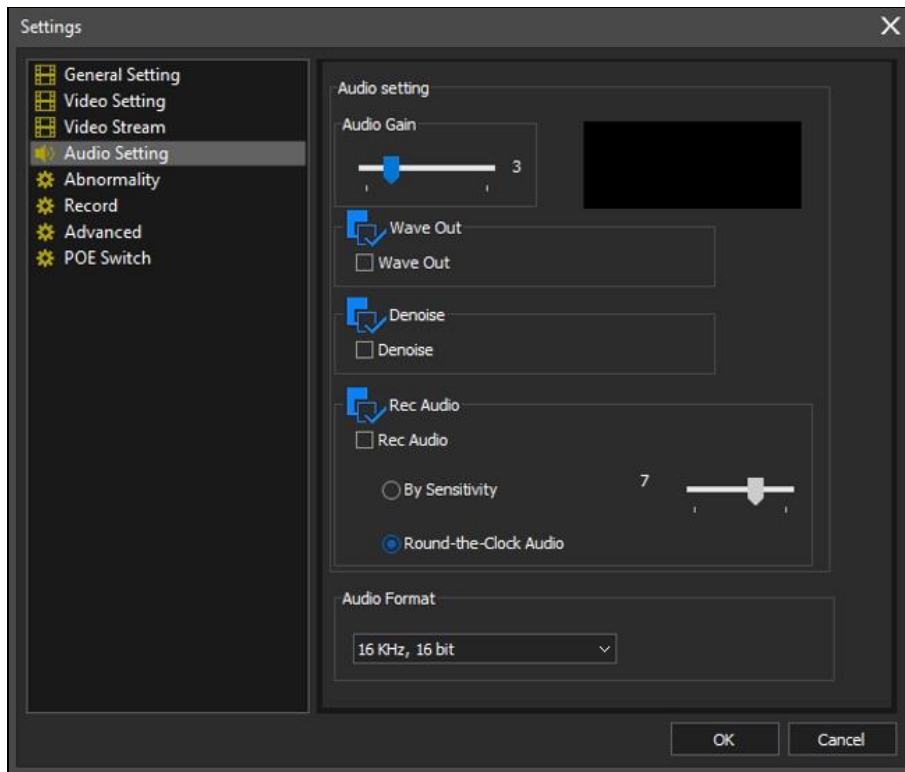 Settings
General Setting
Video Setting
Video Stream
Audio Setting
Abnormality
Record
Advanced
POE Switch
Audio setting
Audio Gain
3
Wave Out
Wave Out
Denoise
Denoise
Rec Audio
Rec Audio
By Sensitivity 7
Round-the-Clock Audio
Audio Format
16 KHz, 16 bit
OK Cancel